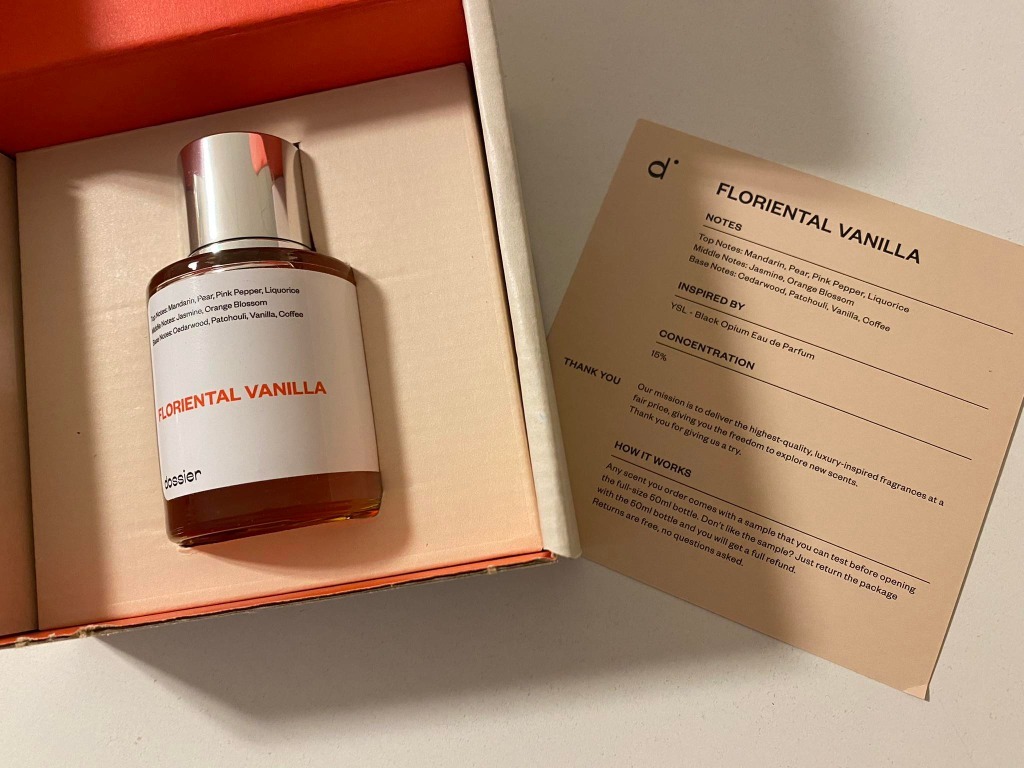 Top Notes: Mandarin, Pear, Pink Pepper, Liquorice
Middle Notes: Jasmine, Orange Blossom
Base Notes: Cedarwood, Patchouli, Vanilla, Coffee
FLORIENTAL VANILLA
dossier
d·
FLORIENTAL VANILLA
NOTES
Top Notes: Mandarin, Pear, Pink Pepper, Liquorice
Middle Notes: Jasmine, Orange Blossom
Base Notes: Cedarwood, Patchouli, Vanilla, Coffee
INSPIRED BY
YSL - Black Opium Eau de Parfum
CONCENTRATION
15%
THANK YOU
Our mission is to deliver the highest-quality, luxury-inspired fragrances at a
fair price, giving you the freedom to explore new scents.
Thank you for giving us a try.
HOW IT WORKS
Any scent you order comes with a sample that you can test before opening
the full-size 50ml bottle. Don't like the sample? Just return the package
with the 50ml bottle and you will get a full refund.
Returns are free, no questions asked.